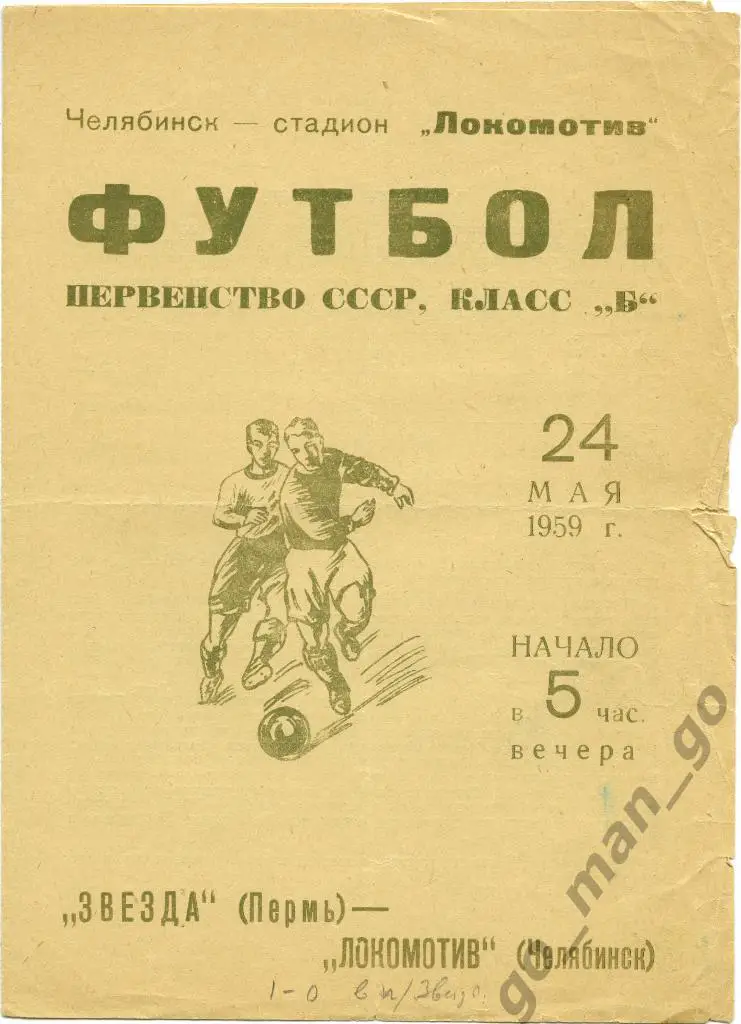 Челябинск — стадион „Локомотив"
ФУТБОЛ
ПЕРВЕНСТВО СССР, КЛАСС „Б"
24
МАЯ
1959 г.
НАЧАЛО
в 5 час.
вечера
„ЗВЕЗДА" (Пермь) —
„ЛОКОМОТИВ" (Челябинск)
1-0 в п/Звезд.
go_man_go